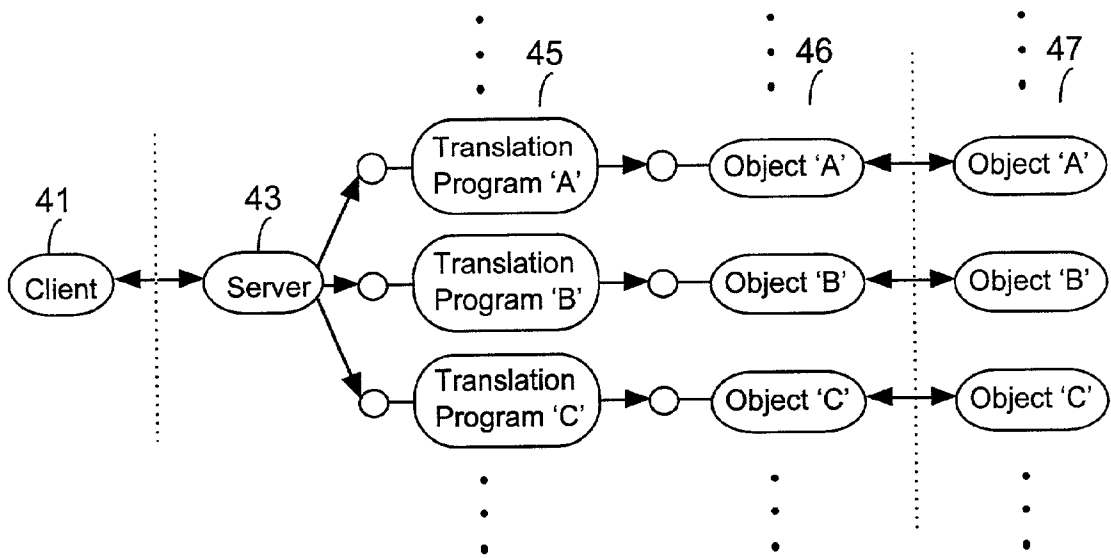 45
46
47
Translation
Program 'A'
Object 'A'
Object 'A'
41
43
Client
Server
Translation
Program 'B'
Object 'B'
Object 'B'
Translation
Program 'C'
Object 'C'
Object 'C'